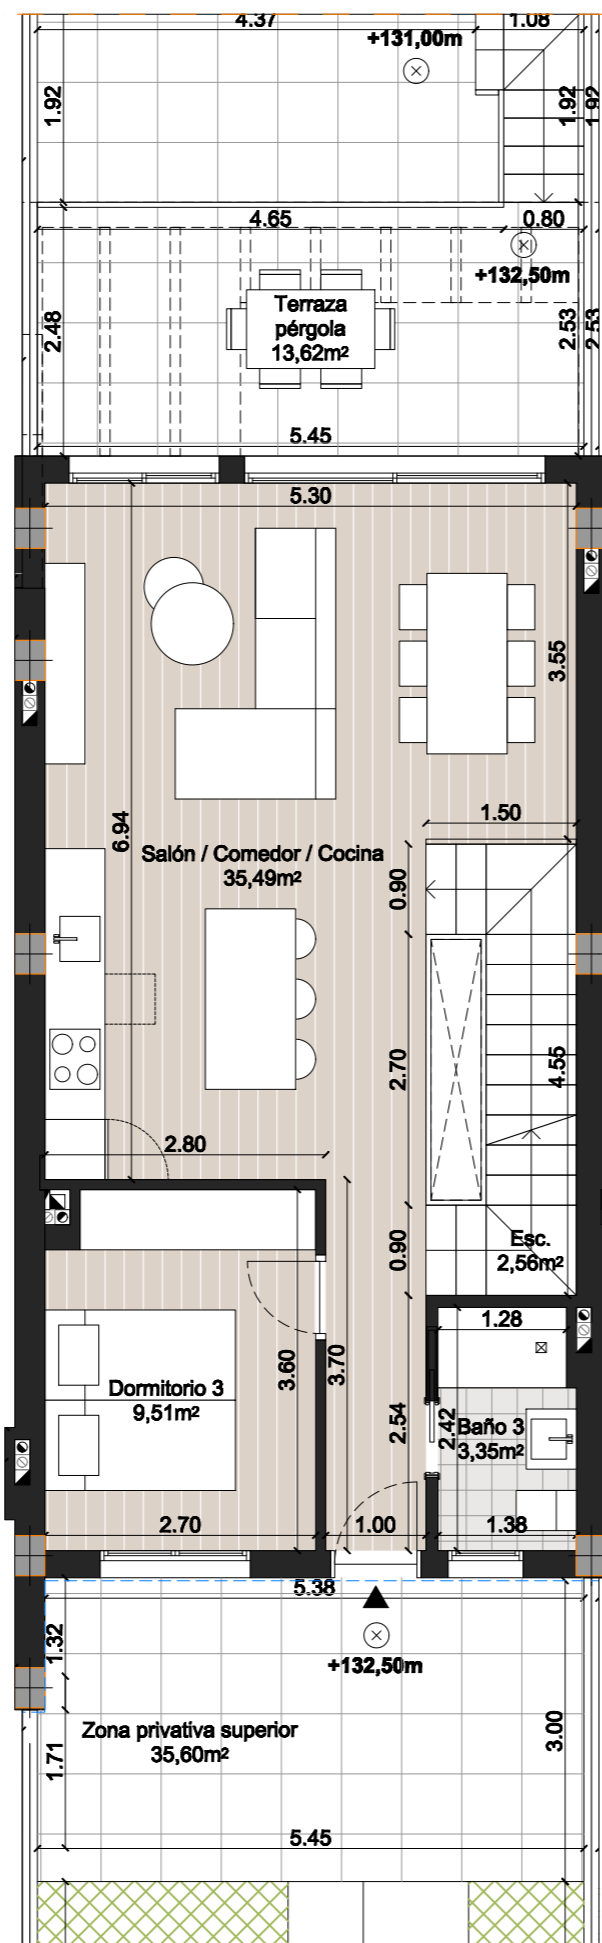 4.37
1.08
+131,00m
1.92
1.92
1.92
4.65
0.80
+132,50m
Terraza
pérgola
13,62m²
2.48
2.53
2.53
5.45
5.30
3.55
1.50
6.94
Salón / Comedor / Cocina
35,49m²
0.90
2.70
4.55
2.80
0.90
Esc.
2,56m²
1.28
3.60
3.70
Dormitorio 3
9,51m²
2.54
2.42
Baño 3
3,35m²
2.70
1.00
1.38
5.38
1.32
+132,50m
Zona privativa superior
35,60m²
1.71
3.00
5.45